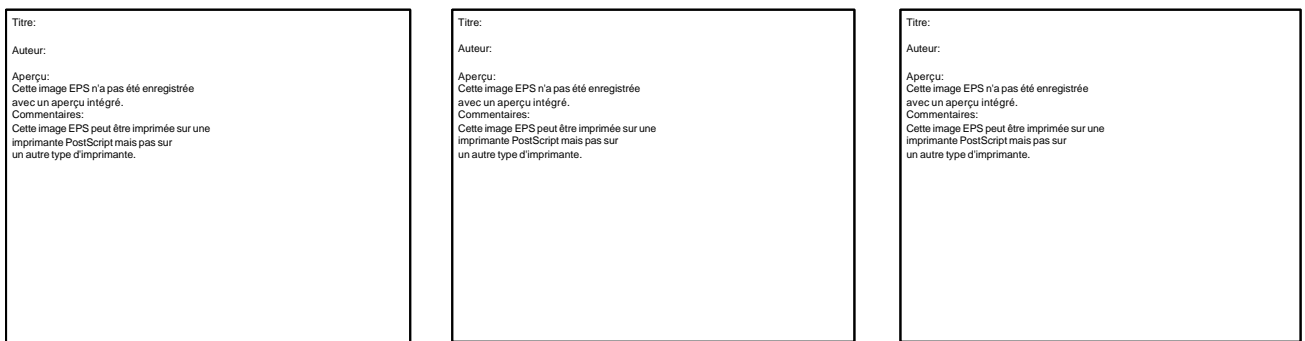 Titre:
Auteur:
Aperçu:
Cette image EPS n'a pas été enregistrée
avec un aperçu intégré.
Commentaires:
Cette image EPS peut être imprimée sur une
imprimante PostScript mais pas sur
un autre type d'imprimante.
Titre:
Auteur:
Aperçu:
Cette image EPS n'a pas été enregistrée
avec un aperçu intégré.
Commentaires:
Cette image EPS peut être imprimée sur une
imprimante PostScript mais pas sur
un autre type d'imprimante.
Titre:
Auteur:
Aperçu:
Cette image EPS n'a pas été enregistrée
avec un aperçu intégré.
Commentaires:
Cette image EPS peut être imprimée sur une
imprimante PostScript mais pas sur
un autre type d'imprimante.